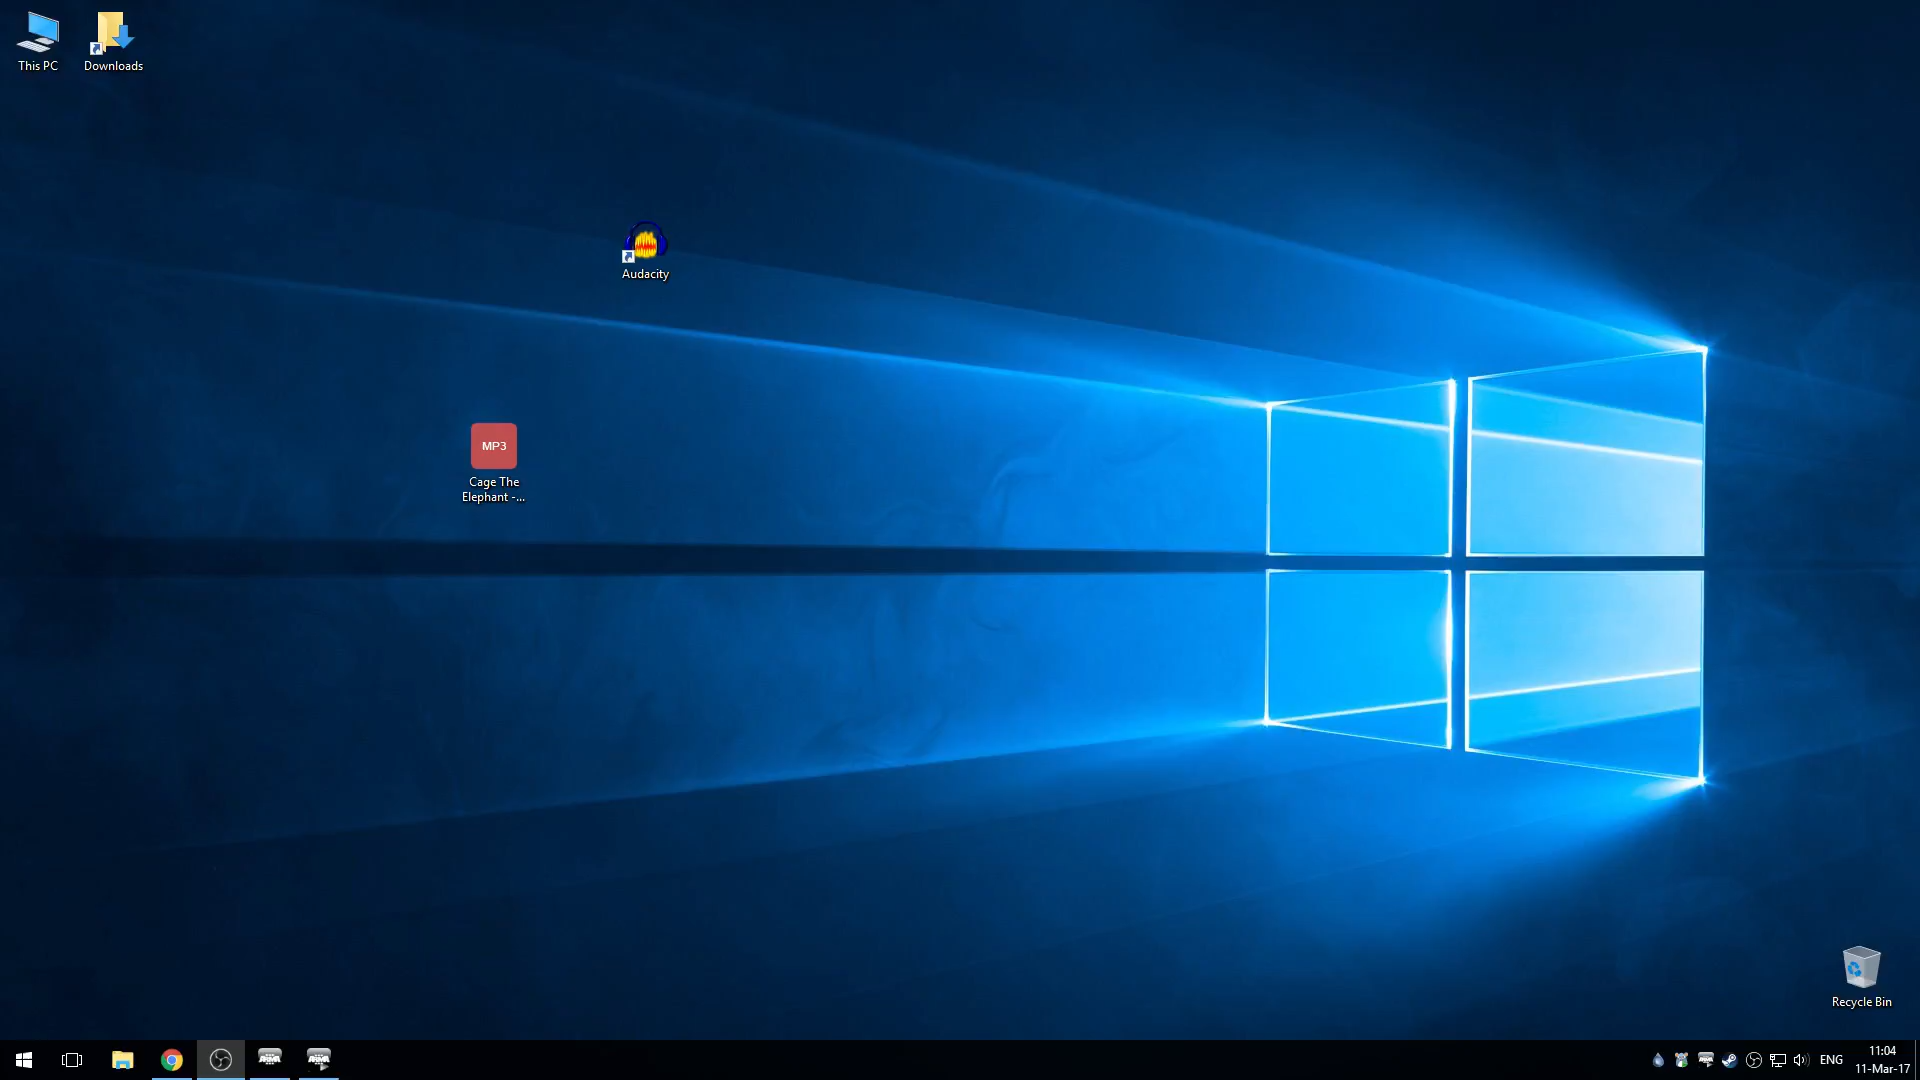 This PC
Downloads
Audacity
MP3
Cage The
Elephant -...
Recycle Bin
ENG
11:04
11-Mar-17